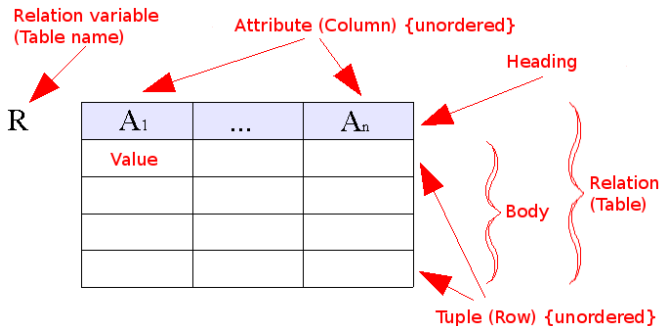 Relation variable
(Table name)
Attribute (Column) {unordered}
Heading
R
A1
...
An
Value
Relation
(Table)
Body
Tuple (Row) {unordered}